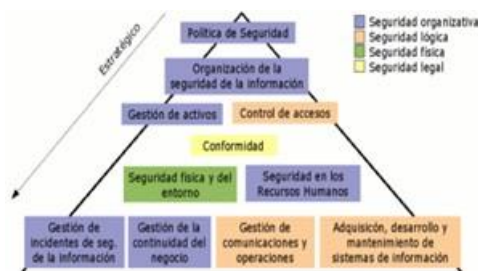 Estratégico
Seguridad organizativa
Seguridad lógica
Seguridad física
Seguridad legal
Política de Seguridad
Organización de la
seguridad de la información
Gestión de activos
Control de accesos
Conformidad
Seguridad física y del
entorno
Seguridad en los
Recursos Humanos
Gestión de
incidentes de seg.
de la información
Gestión de la
continuidad del
negocio
Gestión de
comunicaciones y
operaciones
Adquisicón, desarrollo y
mantenimiento de
sistemas de información